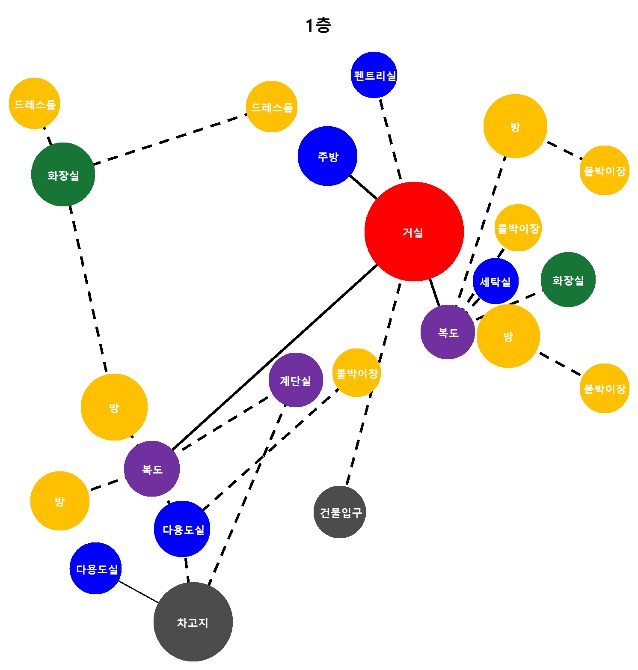 1층
펜트리실
드레스룸
드레스룸
방
주방
붙박이장
화장실
붙박이장
거실
세탁실
화장실
복도
방
계단실
붙박이장
붙박이장
방
복도
방
건물입구
다용도실
다용도실
차고지